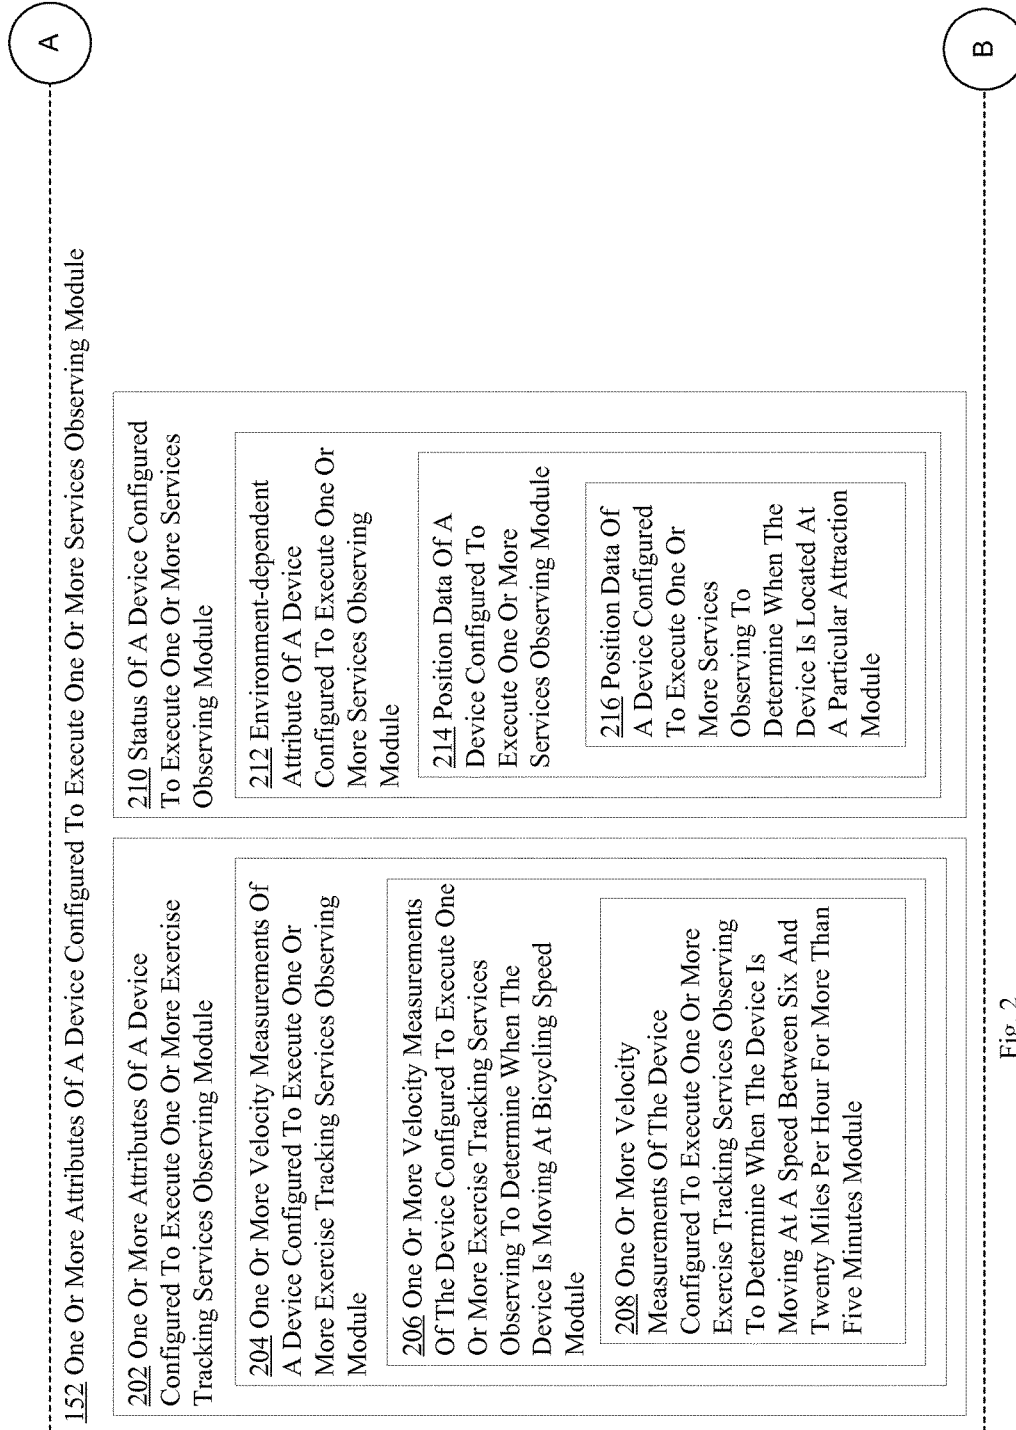 152 One Or More Attributes Of A Device Configured To Execute One Or More Services Observing Module
202 One Or More Attributes Of A Device
Configured To Execute One Or More Exercise
Tracking Services Observing Module
204 One Or More Velocity Measurements Of
A Device Configured To Execute One Or
More Exercise Tracking Services Observing
Module
206 One Or More Velocity Measurements
Of The Device Configured To Execute One
Or More Exercise Tracking Services
Observing To Determine When The
Device Is Moving At Bicycling Speed
Module
208 One Or More Velocity
Measurements Of The Device
Configured To Execute One Or More
Exercise Tracking Services Observing
To Determine When The Device Is
Moving At A Speed Between Six And
Twenty Miles Per Hour For More Than
Five Minutes Module
210 Status Of A Device Configured
To Execute One Or More Services
Observing Module
212 Environment-dependent
Attribute Of A Device
Configured To Execute One Or
More Services Observing
Module
214 Position Data Of A
Device Configured To
Execute One Or More
Services Observing Module
216 Position Data Of
A Device Configured
To Execute One Or
More Services
Observing To
Determine When The
Device Is Located At
A Particular Attraction
Module
A
B
Fig. 2